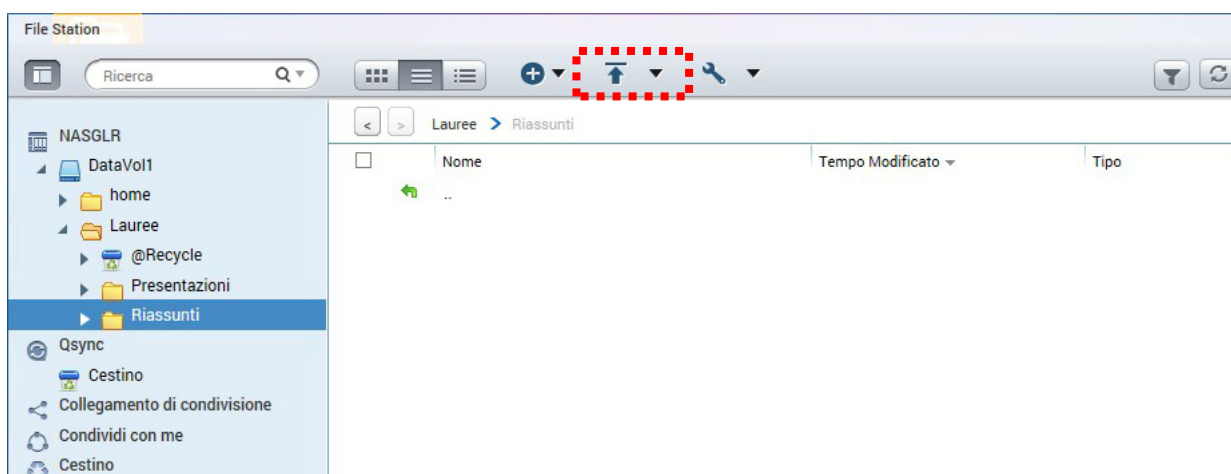 File Station
Ricerca
NASGLR
DataVol1
home
Lauree
@Recycle
Presentazioni
Riassunti
Qsync
Cestino
Collegamento di condivisione
Condividi con me
Cestino
< > Lauree > Riassunti
Nome Tempo Modificato Tipo
..